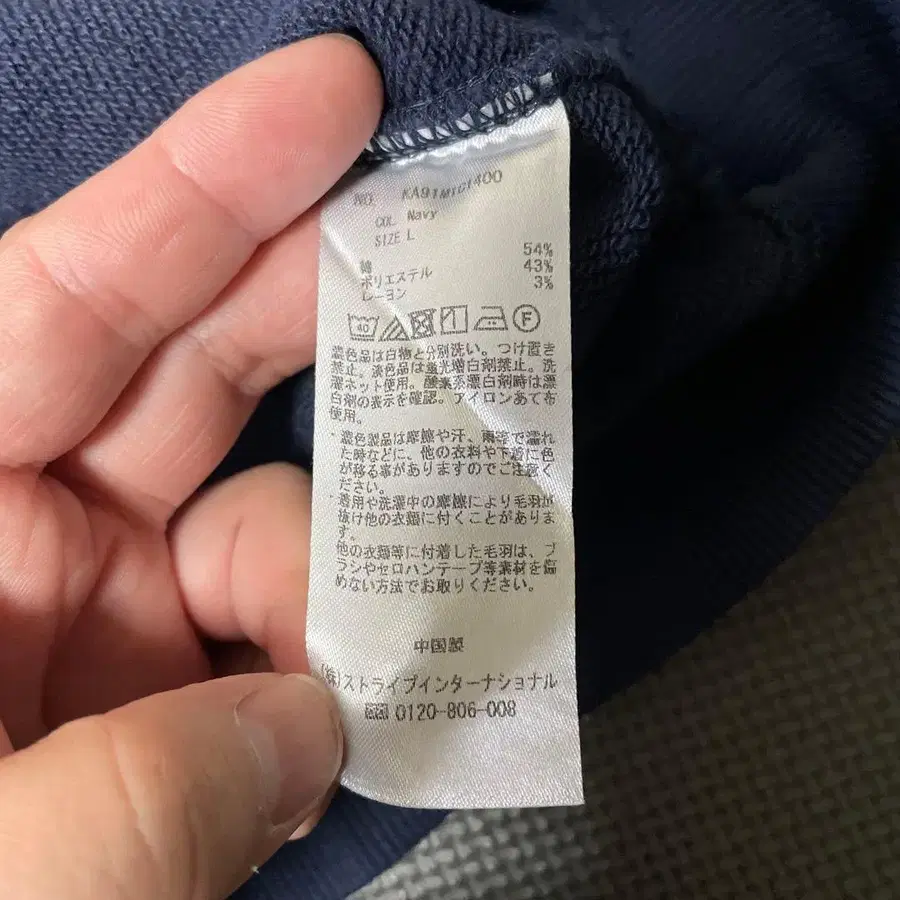 NO. KA91M1G1400
COL. Navy
SIZE L
綿 54%
ポリエステル 43%
レーヨン 3%
40 F
濃色品は白物と分別洗い。つけ置き
禁止。淡色品は蛍光増白剤禁止。洗
濯ネット使用。酸素系漂白剤時は漂
白剤の表示を確認。アイロンあて布
使用。
・濃色製品は摩擦や汗、雨等で濡れ
た時などに、他の衣料や下着に色
が移る事がありますのでご注意く
ださい。
・着用や洗濯中の摩擦により毛羽が
抜け他の衣類に付くことがありま
す。
他の衣類等に付着した毛羽は、ブ
ラシやセロハンテープ等素材を傷
めない方法でお取りください。
中国製
(株)ストライプインターナショナル
0120-806-008